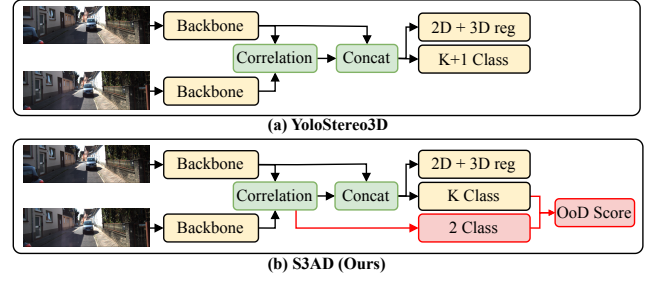 Backbone
2D + 3D reg
Correlation
Concat
K+1 Class
Backbone
(a) YoloStereo3D
Backbone
2D + 3D reg
Correlation
Concat
K Class
OoD Score
Backbone
2 Class
(b) S3AD (Ours)